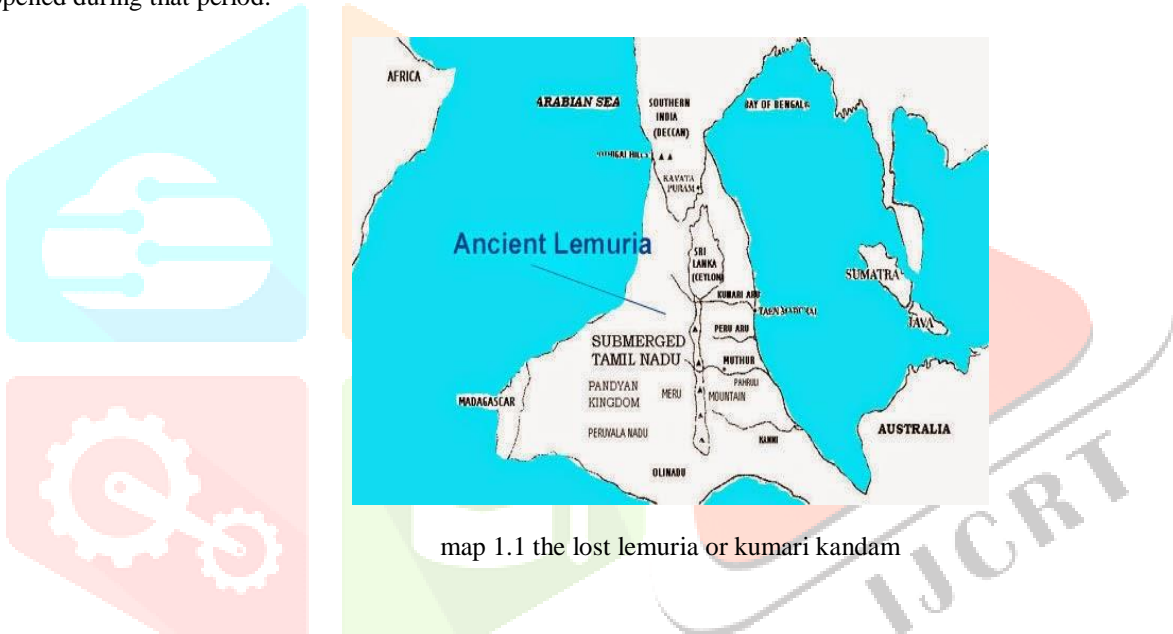 ppened during that period.
AFRICA
ARABIAN SEA
SOUTHERN
INDIA
(DECCAN)
BAY OF BENGAL
HILLS
KAVATA
PURAM
Ancient Lemuria
SRI
LANKA
(CEYLON)
SUMATRA
KUMARI ARU
JAVA
PERU ARU
SUBMERGED
TAMIL NADU
MUTHUR
PAHRULI
PANDYAN
KINGDOM
MERU
MOUNTAIN
MADAGASCAR
PERUVALA NADU
AUSTRALIA
OLINADU
map 1.1 the lost lemuria or kumari kandam
IJCRT